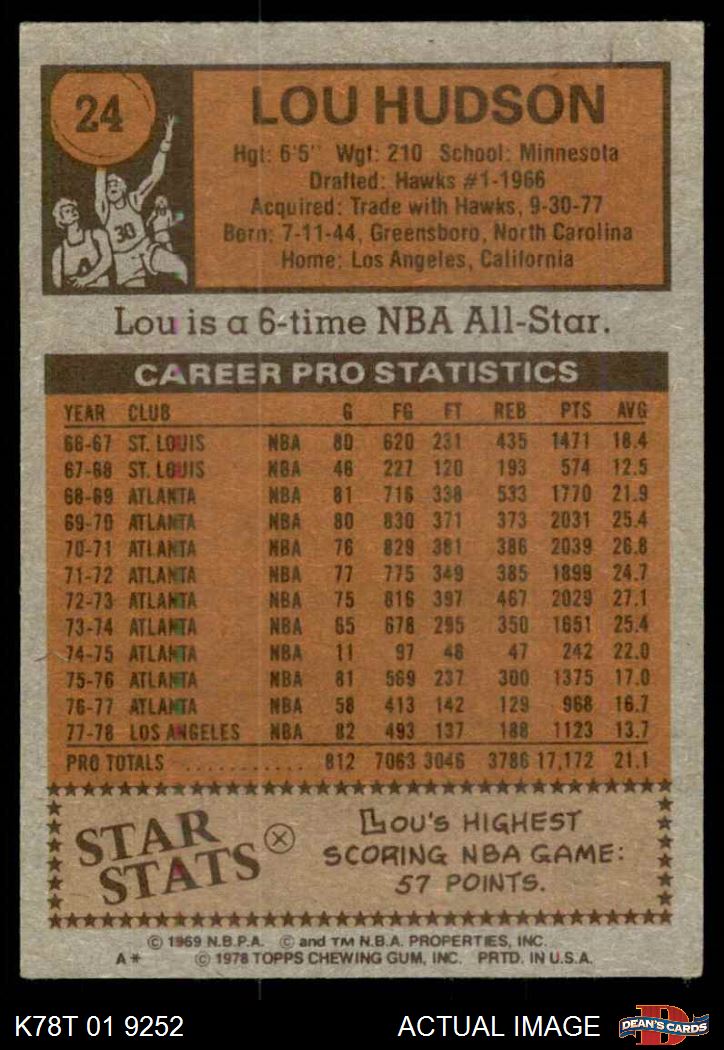 24
LOU HUDSON
Hgt: 6'5" Wgt: 210 School: Minnesota
Drafted: Hawks #1-1966
Acquired: Trade with Hawks, 9-30-77
Born: 7-11-44, Greensboro, North Carolina
Home: Los Angeles, California
30
Lou is a 6-time NBA All-Star.
CAREER PRO STATISTICS
YEAR CLUB G FG FT REB PTS AVG
66-67 ST. LOUIS NBA 80 620 231 435 1471 18.4
67-68 ST. LOUIS NBA 46 227 120 193 574 12.5
68-69 ATLANTA NBA 81 716 338 533 1770 21.9
69-70 ATLANTA NBA 80 830 371 373 2031 25.4
70-71 ATLANTA NBA 76 829 381 386 2039 26.8
71-72 ATLANTA NBA 77 775 349 385 1899 24.7
72-73 ATLANTA NBA 75 816 397 467 2029 27.1
73-74 ATLANTA NBA 65 678 295 350 1651 25.4
74-75 ATLANTA NBA 11 97 48 47 242 22.0
75-76 ATLANTA NBA 81 569 237 300 1375 17.0
76-77 ATLANTA NBA 58 413 142 129 968 16.7
77-78 LOS ANGELES NBA 82 493 137 188 1123 13.7
PRO TOTALS ............ 812 7063 3046 3786 17,172 21.1
STAR STATS
LOU'S HIGHEST
SCORING NBA GAME:
57 POINTS.
© 1969 N.B.P.A. © and TM N.B.A. PROPERTIES, INC.
A* © 1978 TOPPS CHEWING GUM, INC. PRTD. IN U.S.A.
K78T 01 9252 ACTUAL IMAGE D DEAN'S CARDS